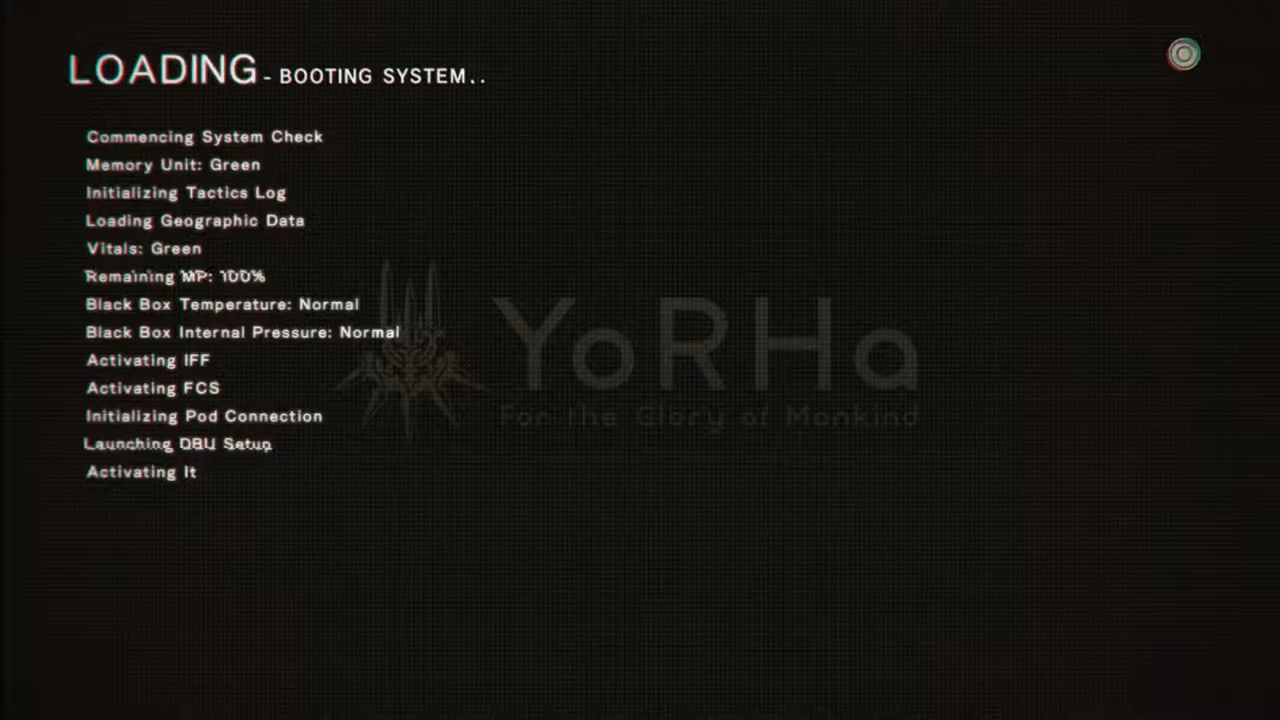 LOADING - BOOTING SYSTEM..
Commencing System Check
Memory Unit: Green
Initializing Tactics Log
Loading Geographic Data
Vitals: Green
Remaining MP: 100%
Black Box Temperature: Normal
Black Box Internal Pressure: Normal
Activating IFF
Activating FCS
Initializing Pod Connection
Launching DBU Setup
Activating It
YoRHa
For the Glory of Mankind